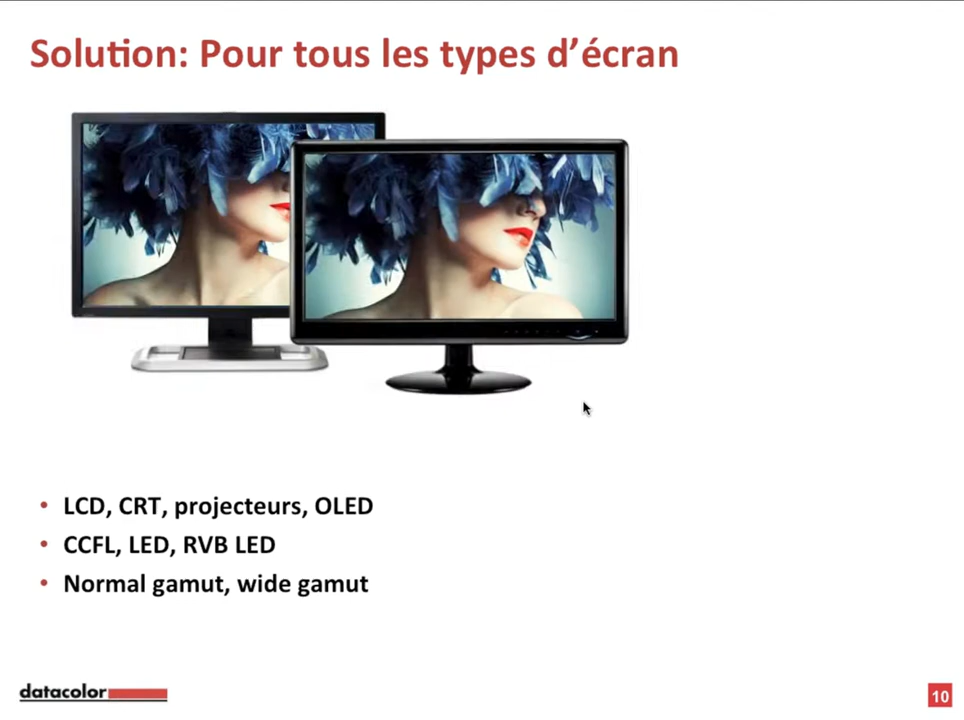 Solution: Pour tous les types d’écran
LCD, CRT, projecteurs, OLED
CCFL, LED, RVB LED
Normal gamut, wide gamut
datacolor
10